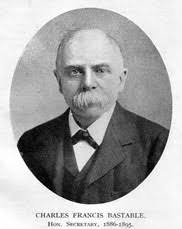 CHARLES FRANCIS BASTABLE.
HON. SECRETARY, 1886-1895.